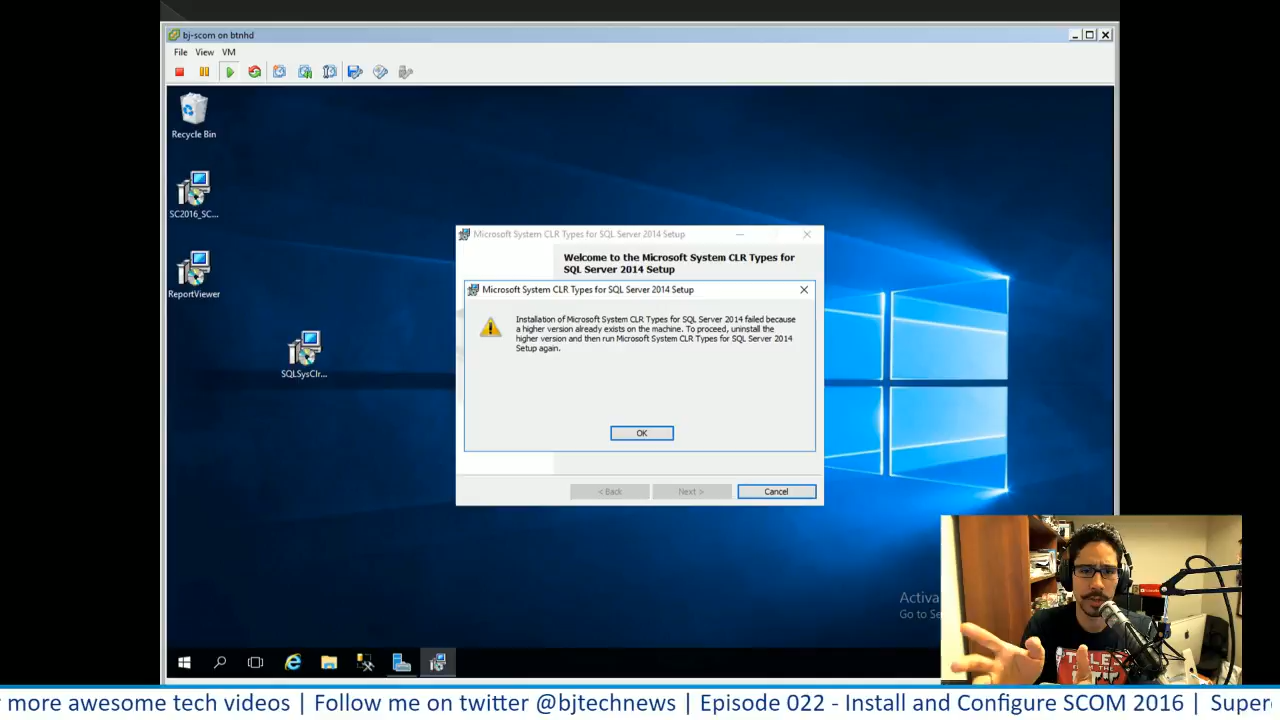 bj-scom on btnhd
File View VM
Recycle Bin
SC2016_SC...
ReportViewer
SQLSysClr...
Microsoft System CLR Types for SQL Server 2014 Setup
Welcome to the Microsoft System CLR Types for
SQL Server 2014 Setup
Microsoft System CLR Types for SQL Server 2014 Setup
Installation of Microsoft System CLR Types for SQL Server 2014 failed because
a higher version already exists on the machine. To proceed, uninstall the
higher version and then run Microsoft System CLR Types for SQL Server 2014
Setup again.
OK
< Back Next > Cancel
Activa
Go to Se
more awesome tech videos | Follow me on twitter @bjtechnews | Episode 022 - Install and Configure SCOM 2016 |